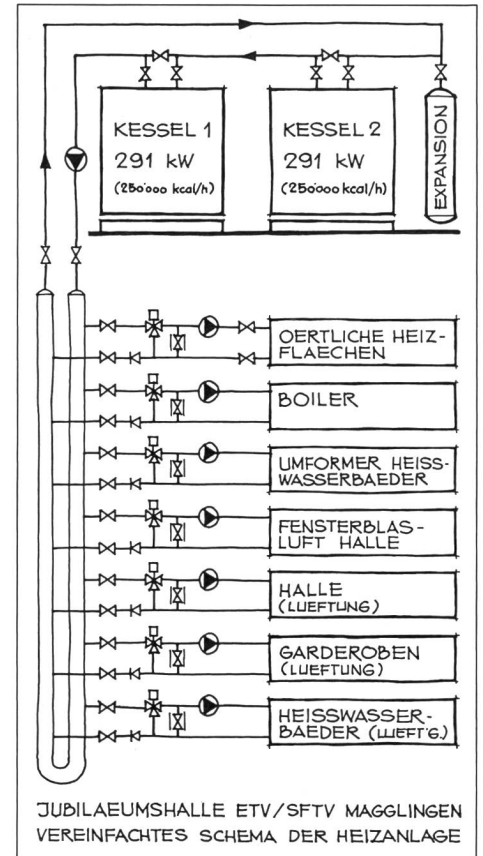 KESSEL 1
291 kW
(250'000 kcal/h)
KESSEL 2
291 kW
(250'000 kcal/h)
EXPANSION
OERTLICHE HEIZ-
FLAECHEN
BOILER
UMFORMER HEISS-
WASSERBAEDER
FENSTERBLAS-
LUFT HALLE
HALLE
(LUEFTUNG)
GARDEROBEN
(LUEFTUNG)
HEISSWASSER-
BAEDER (LUEFT'G.)
JUBILAEUMSHALLE ETV/SFTV MAGGLINGEN
VEREINFACHTES SCHEMA DER HEIZANLAGE